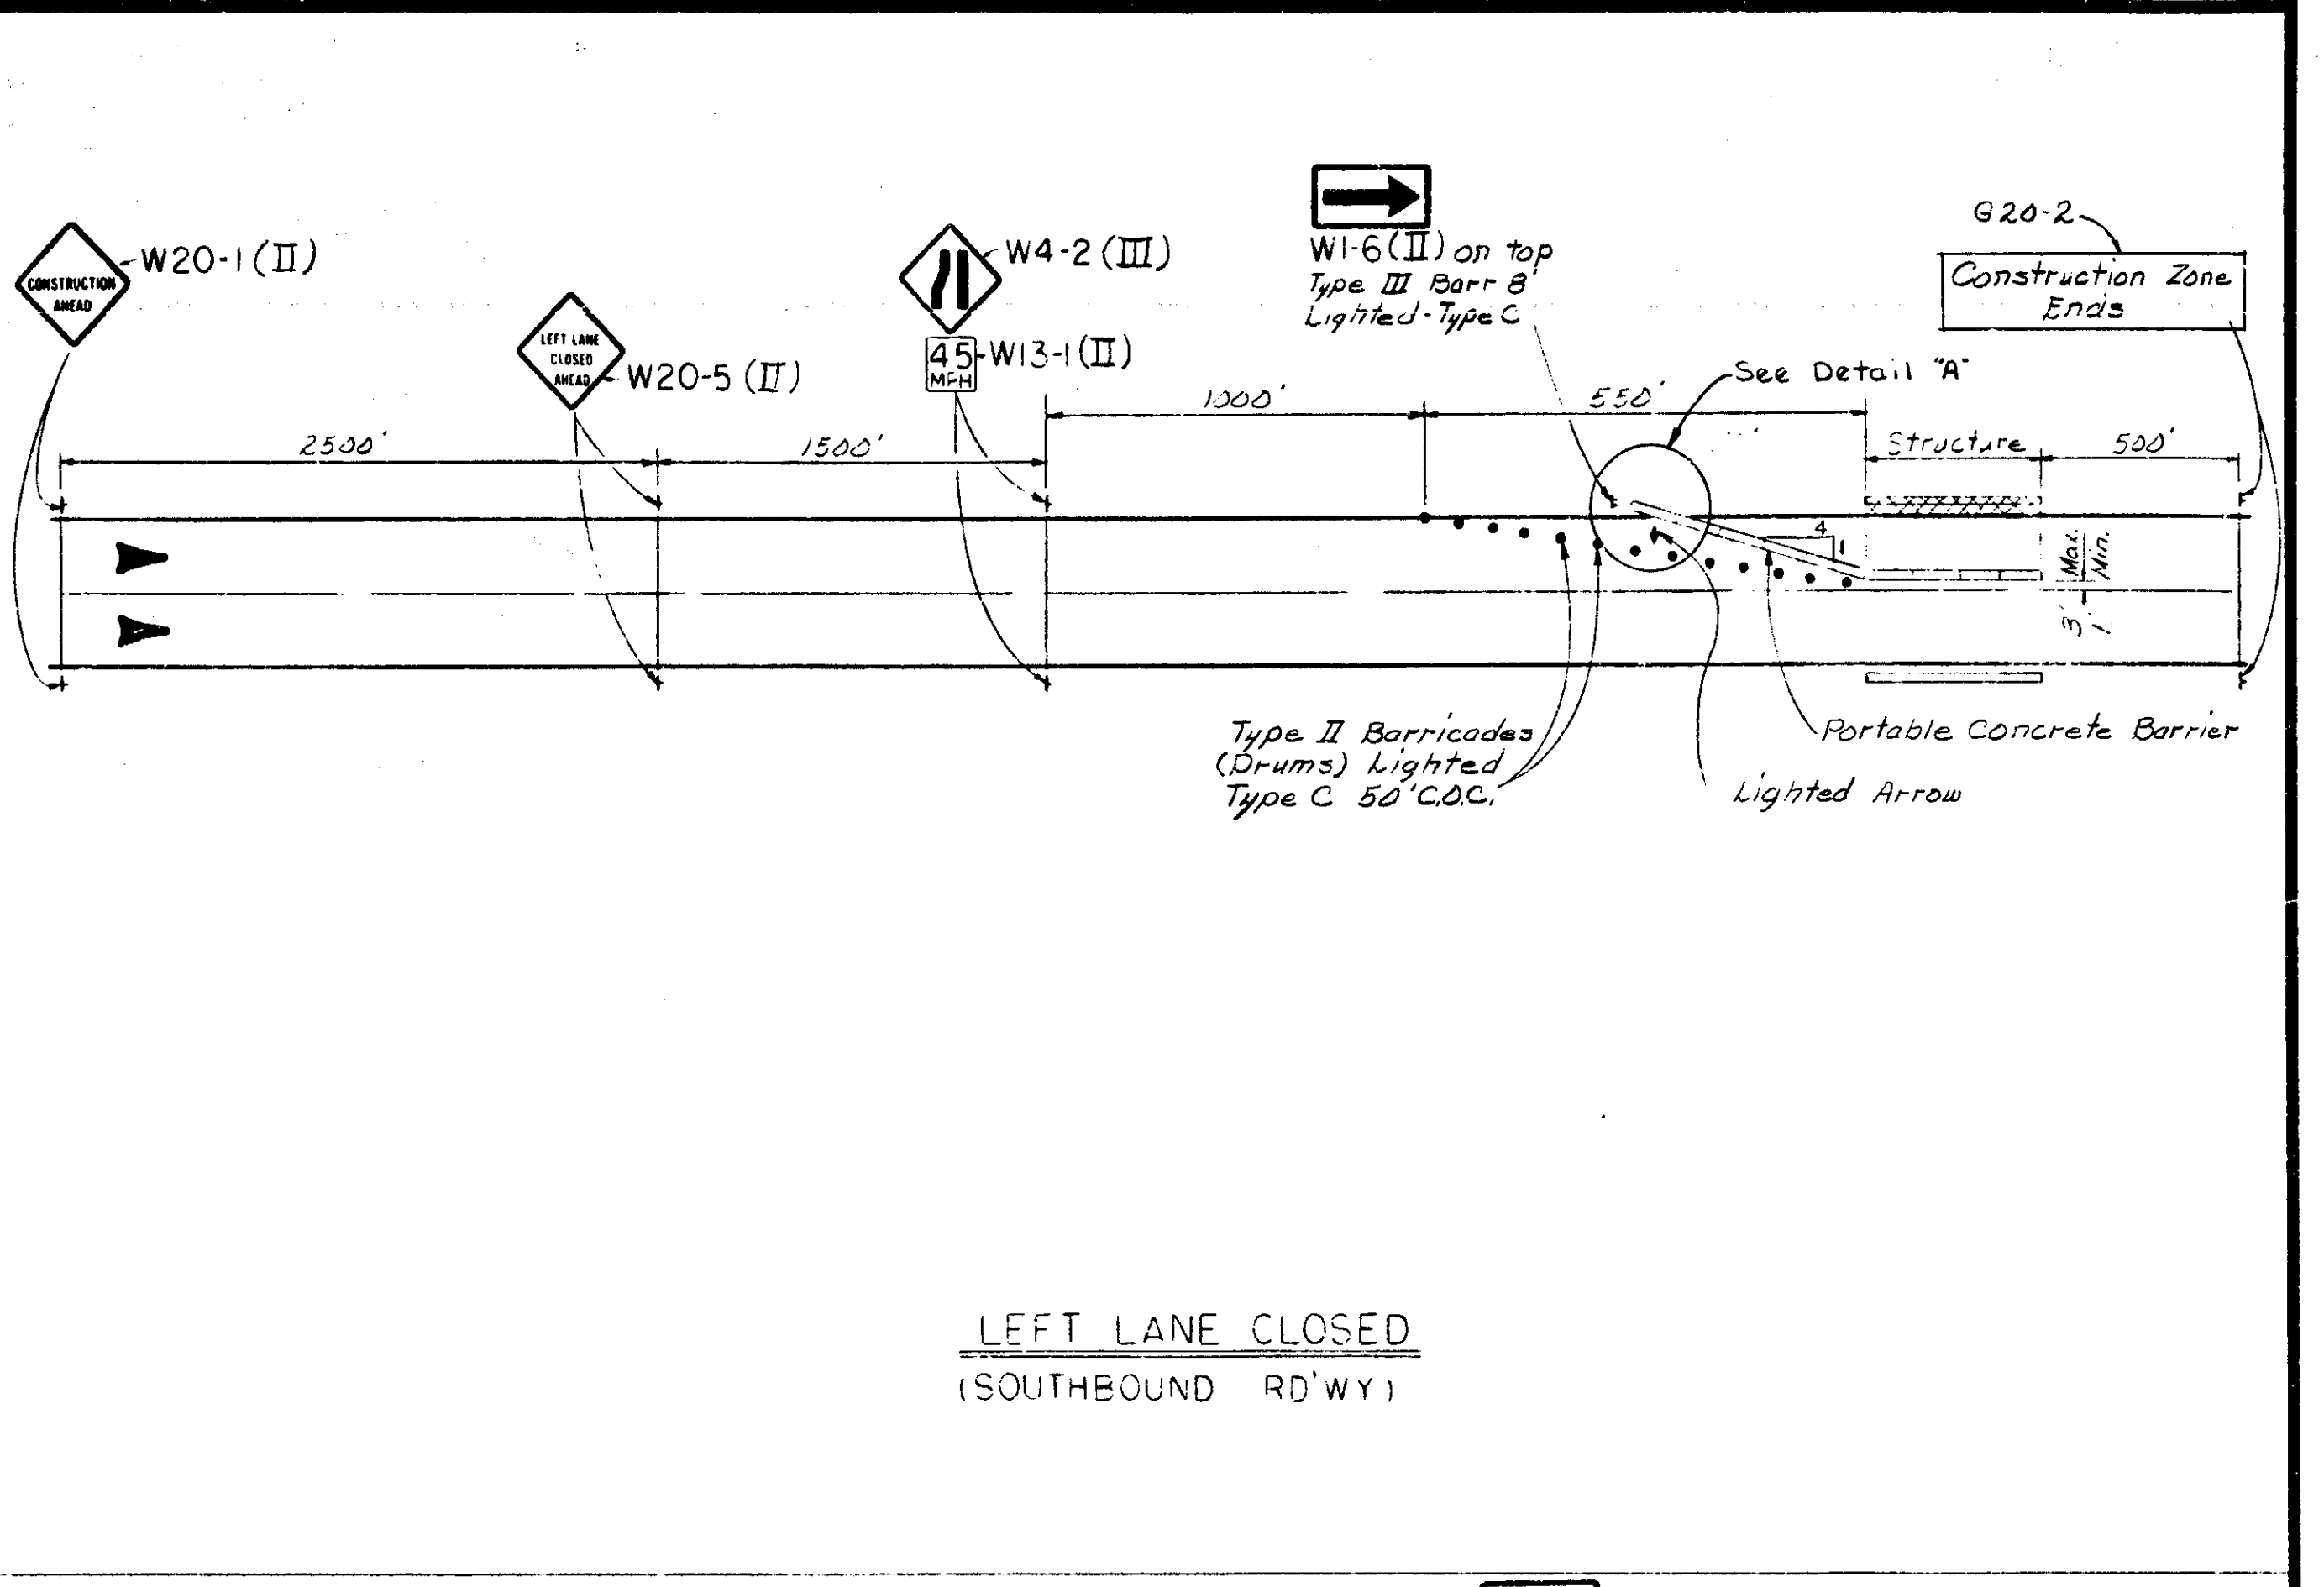 G20-2
W20-1(II)
CONSTRUCTION
AHEAD
W4-2(III)
W1-6(II) on top
Type III Barr 8'
Lighted-Type C
Construction Zone
Ends
LEFT LANE
CLOSED
AHEAD
W20-5(II)
45
MPH
W13-1(II)
See Detail "A"
1000'
550'
2500'
1500'
Structure
500'
4
1
Max.
Min.
3'
1'
Type II Barricades
(Drums) Lighted
Type C 50'C.O.C.
Portable Concrete Barrier
Lighted Arrow
LEFT LANE CLOSED
(SOUTHBOUND RD'WY)